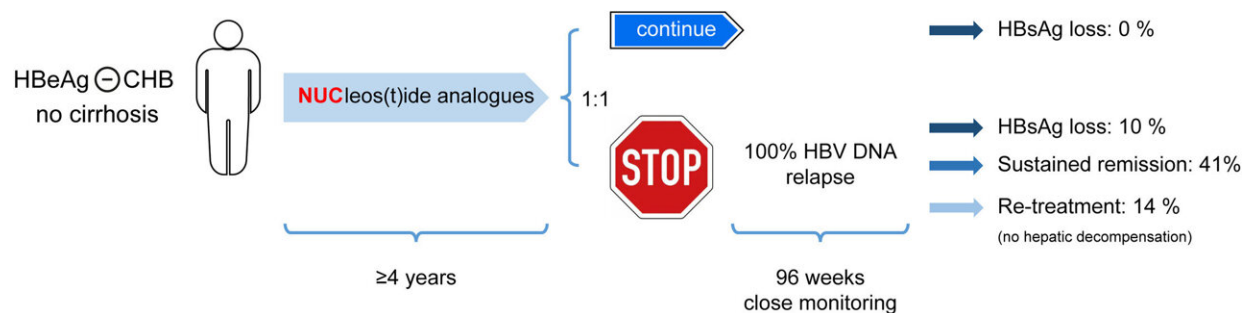 HBeAg ⊖ CHB
no cirrhosis
NUCleos(t)ide analogues
≥4 years
1:1
continue
HBsAg loss: 0 %
STOP
100% HBV DNA
relapse
96 weeks
close monitoring
HBsAg loss: 10 %
Sustained remission: 41%
Re-treatment: 14 %
(no hepatic decompensation)